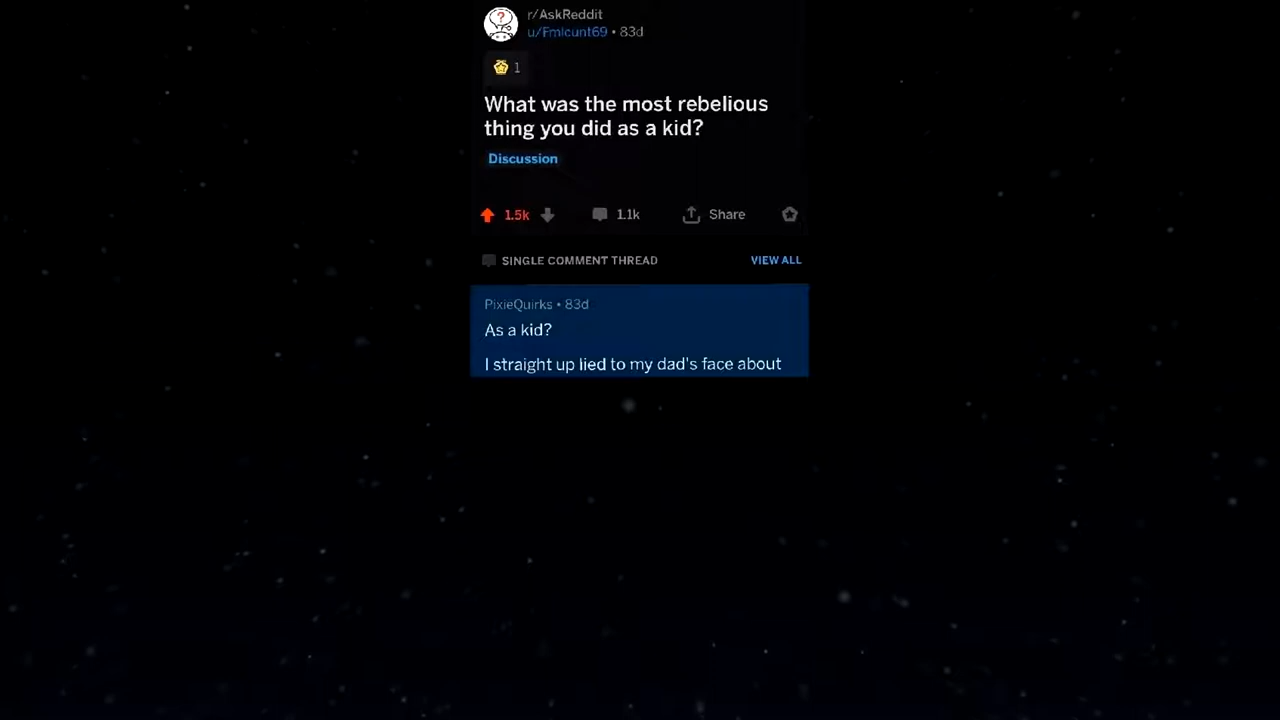 r/AskReddit
u/Fmlcunt69 • 83d
1
What was the most rebelious
thing you did as a kid?
Discussion
1.5k 1.1k Share
SINGLE COMMENT THREAD VIEW ALL
PixieQuirks • 83d
As a kid?
I straight up lied to my dad's face about